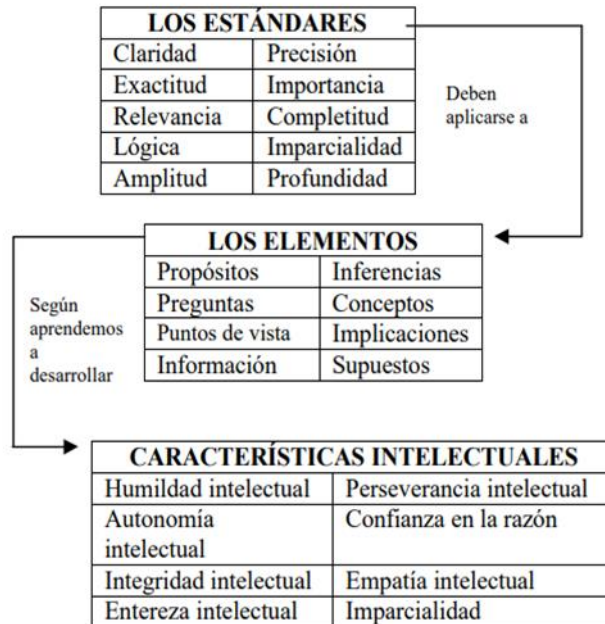 LOS ESTÁNDARES
Claridad Precisión
Exactitud Importancia
Relevancia Completitud
Lógica Imparcialidad
Amplitud Profundidad
Deben
aplicarse a
LOS ELEMENTOS
Propósitos Inferencias
Preguntas Conceptos
Puntos de vista Implicaciones
Información Supuestos
Según
aprendemos
a
desarrollar
CARACTERÍSTICAS INTELECTUALES
Humildad intelectual Perseverancia intelectual
Autonomía Confianza en la razón
intelectual
Integridad intelectual Empatía intelectual
Entereza intelectual Imparcialidad